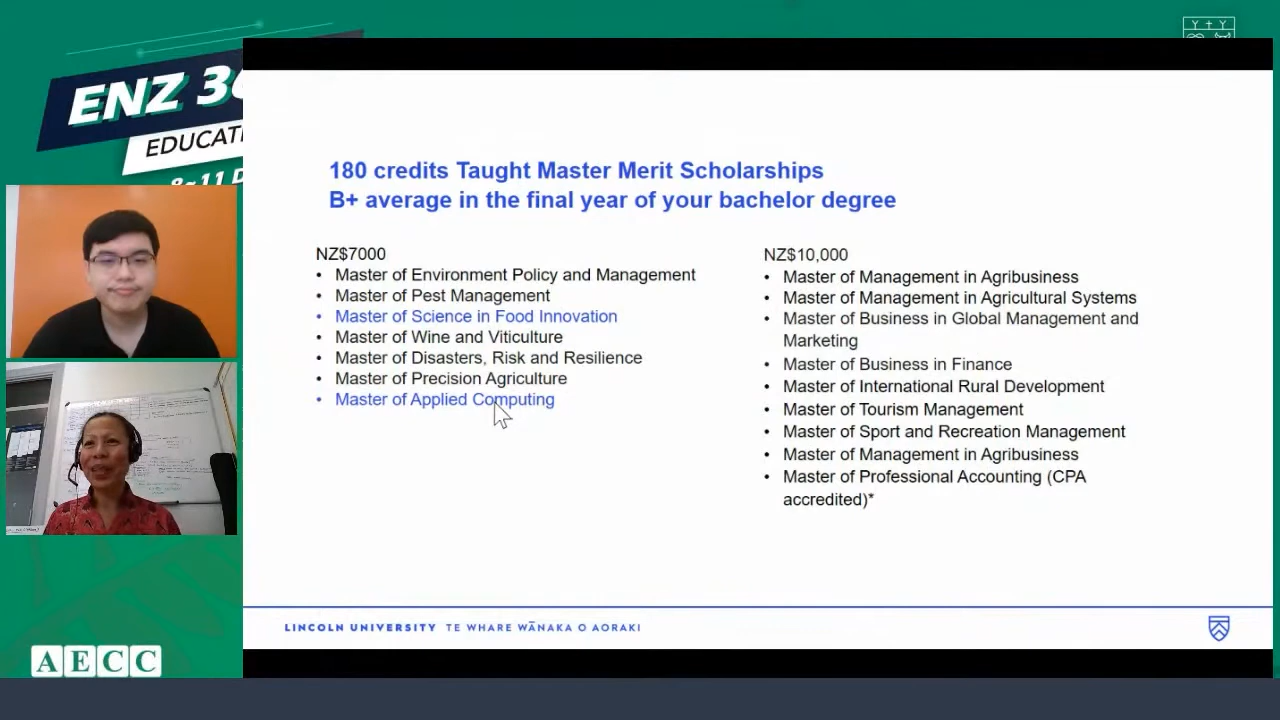 ENZ 36
EDUCATI
8-11 D
180 credits Taught Master Merit Scholarships
B+ average in the final year of your bachelor degree
NZ$7000
• Master of Environment Policy and Management
• Master of Pest Management
• Master of Science in Food Innovation
• Master of Wine and Viticulture
• Master of Disasters, Risk and Resilience
• Master of Precision Agriculture
• Master of Applied Computing
NZ$10,000
• Master of Management in Agribusiness
• Master of Management in Agricultural Systems
• Master of Business in Global Management and
Marketing
• Master of Business in Finance
• Master of International Rural Development
• Master of Tourism Management
• Master of Sport and Recreation Management
• Master of Management in Agribusiness
• Master of Professional Accounting (CPA
accredited)*
LINCOLN UNIVERSITY TE WHARE WĀNAKA O AORAKI
AECC